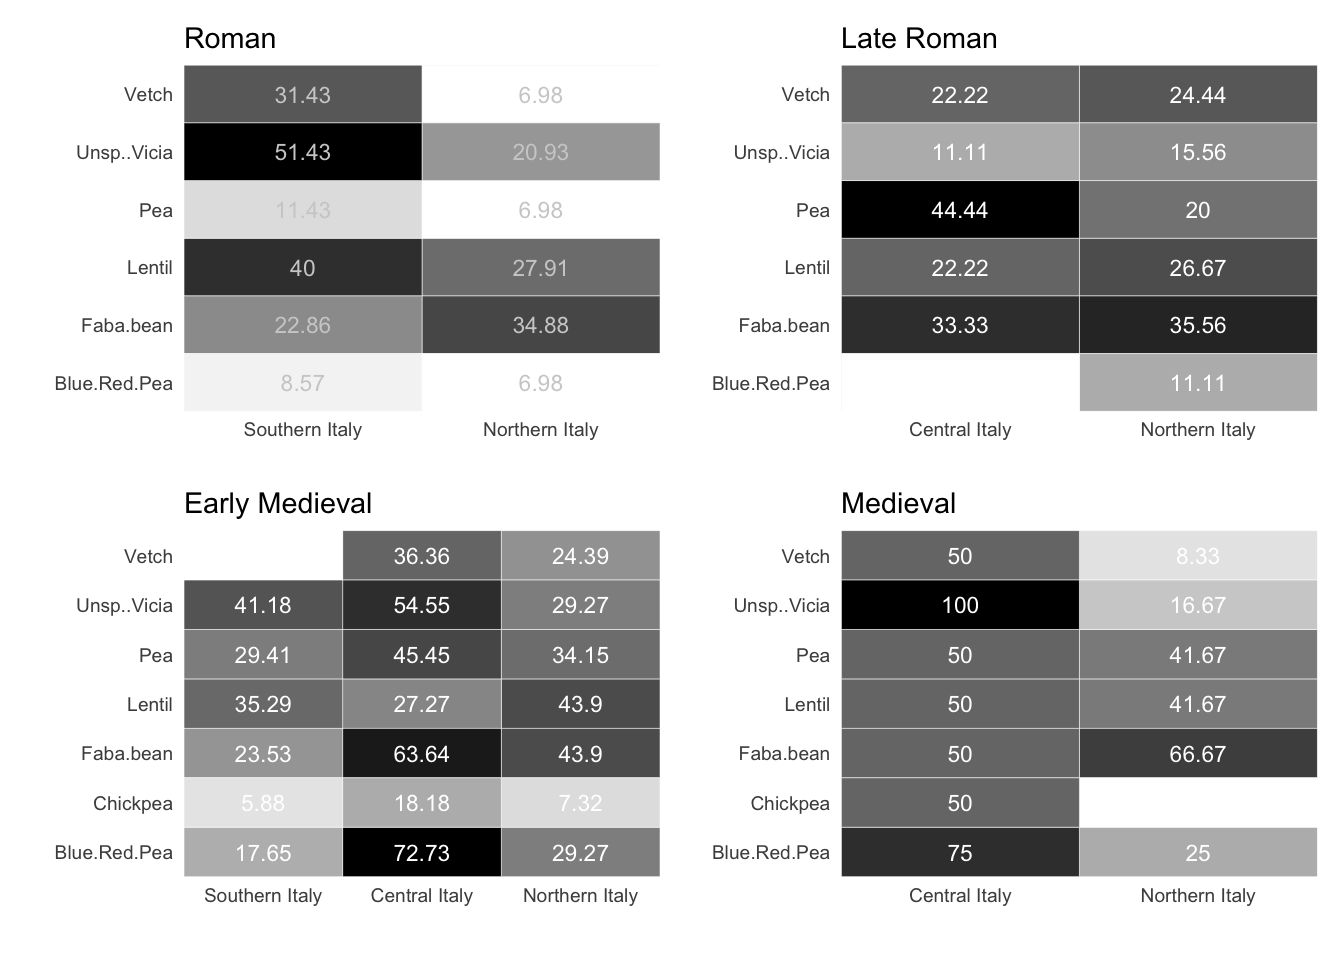 Roman
Vetch 31.43 6.98
Unsp..Vicia 51.43 20.93
Pea 11.43 6.98
Lentil 40 27.91
Faba.bean 22.86 34.88
Blue.Red.Pea 8.57 6.98
Southern Italy Northern Italy
Late Roman
Vetch 22.22 24.44
Unsp..Vicia 11.11 15.56
Pea 44.44 20
Lentil 22.22 26.67
Faba.bean 33.33 35.56
Blue.Red.Pea 11.11
Central Italy Northern Italy
Early Medieval
Vetch 36.36 24.39
Unsp..Vicia 41.18 54.55 29.27
Pea 29.41 45.45 34.15
Lentil 35.29 27.27 43.9
Faba.bean 23.53 63.64 43.9
Chickpea 5.88 18.18 7.32
Blue.Red.Pea 17.65 72.73 29.27
Southern Italy Central Italy Northern Italy
Medieval
Vetch 50 8.33
Unsp..Vicia 100 16.67
Pea 50 41.67
Lentil 50 41.67
Faba.bean 50 66.67
Chickpea 50
Blue.Red.Pea 75 25
Central Italy Northern Italy